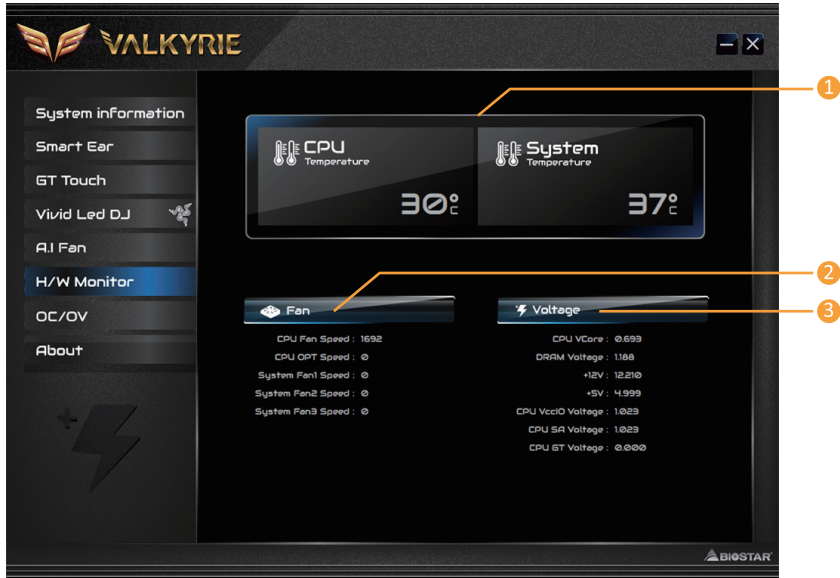 VALKYRIE
System information
Smart Ear
GT Touch
Vivid Led DJ
A.I Fan
H/W Monitor
OC/OV
About
CPU
Temperature
30°C
System
Temperature
37°C
1
2
3
Fan
CPU Fan Speed : 1692
CPU OPT Speed : 0
System Fan1 Speed : 0
System Fan2 Speed : 0
System Fan3 Speed : 0
Voltage
CPU VCore : 0.693
DRAM Voltage : 1.188
+12V : 12.210
+5V : 4.999
CPU VccIO Voltage : 1.023
CPU SA Voltage : 1.023
CPU GT Voltage : 0.000
BIOSTAR